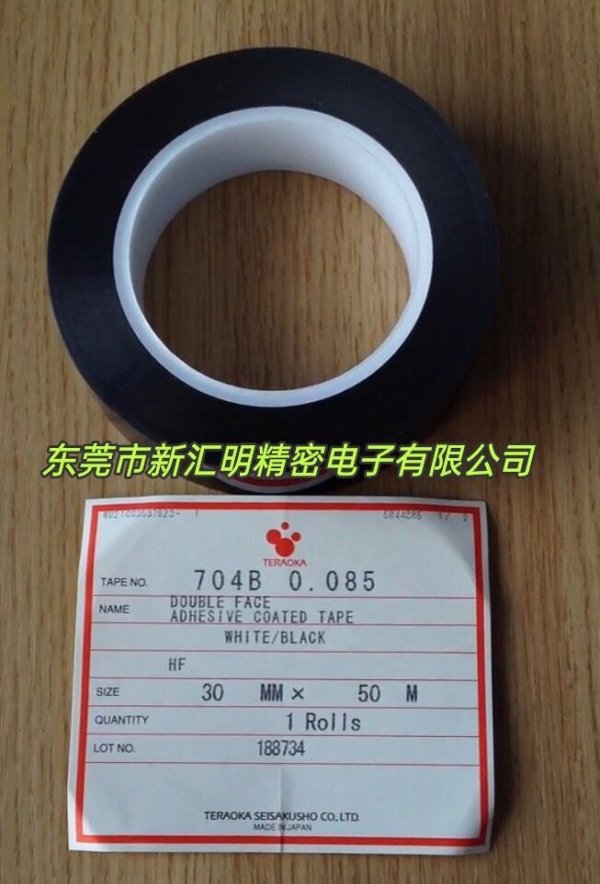 东莞市新汇明精密电子有限公司
TERAOKA
TAPE NO. 704B 0.085
NAME DOUBLE FACE
ADHESIVE COATED TAPE
WHITE/BLACK
HF
SIZE 30 MM× 50 M
QUANTITY 1 Rolls
LOT NO. 188734
TERAOKA SEISAKUSHO CO., LTD.
MADE IN JAPAN